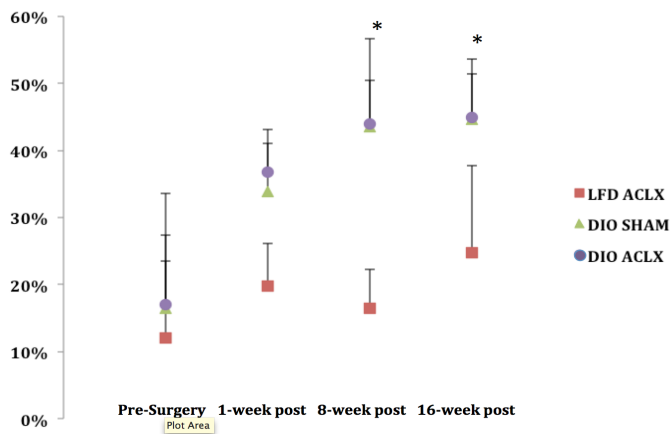 60%
*
*
50%
40%
30%
LFD ACLX
DIO SHAM
DIO ACLX
20%
10%
Pre-Surgery 1-week post 8-week post 16-week post
0%
Plot Area